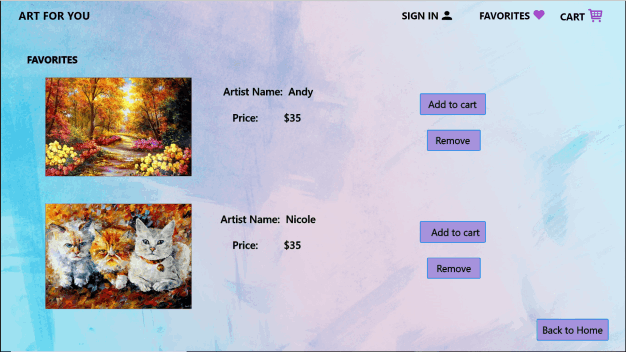 ART FOR YOU SIGN IN FAVORITES CART
FAVORITES
Artist Name: Andy
Price: $35
Add to cart
Remove
Artist Name: Nicole
Price: $35
Add to cart
Remove
Back to Home